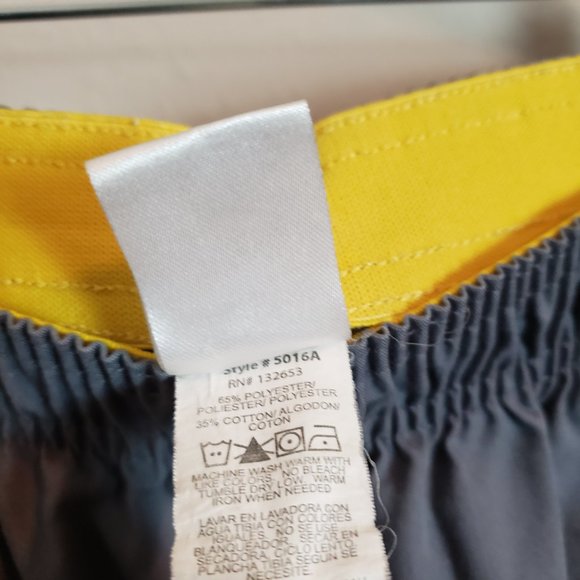 Style # 5016A
RN# 132653
65% POLYESTER/
POLIESTER/ POLYESTER
35% COTTON/ALGODON/
COTON
MACHINE WASH WARM WITH
LIKE COLORS. NO BLEACH
TUMBLE DRY LOW. WARM
IRON WHEN NEEDED
LAVAR EN LAVADORA CON
AGUA TIBIA CON COLORES
IGUALES. NO SE USE
BLANQUEADOR. SECAR EN
SECADORA, CICLO LENTO.
PLANCHA TIBIA SEGUN SE
NECESITE